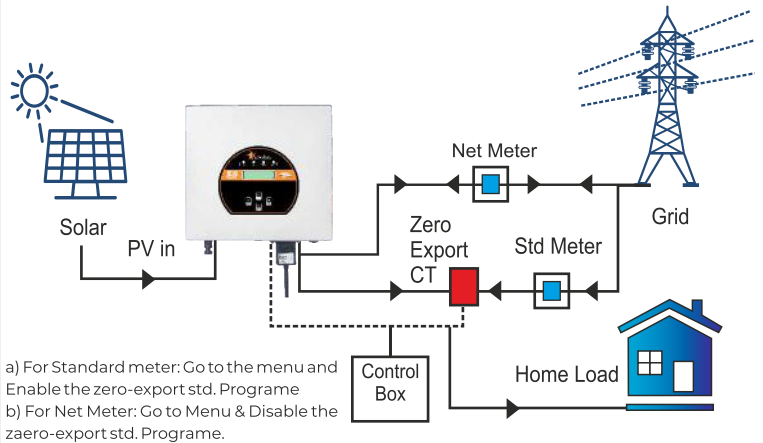 Net Meter
Solar
Grid
Zero
Export
CT
Std Meter
PV in
a) For Standard meter: Go to the menu and
Enable the zero-export std. Programe
b) For Net Meter: Go to Menu & Disable the
zaero-export std. Programe.
Control
Box
Home Load